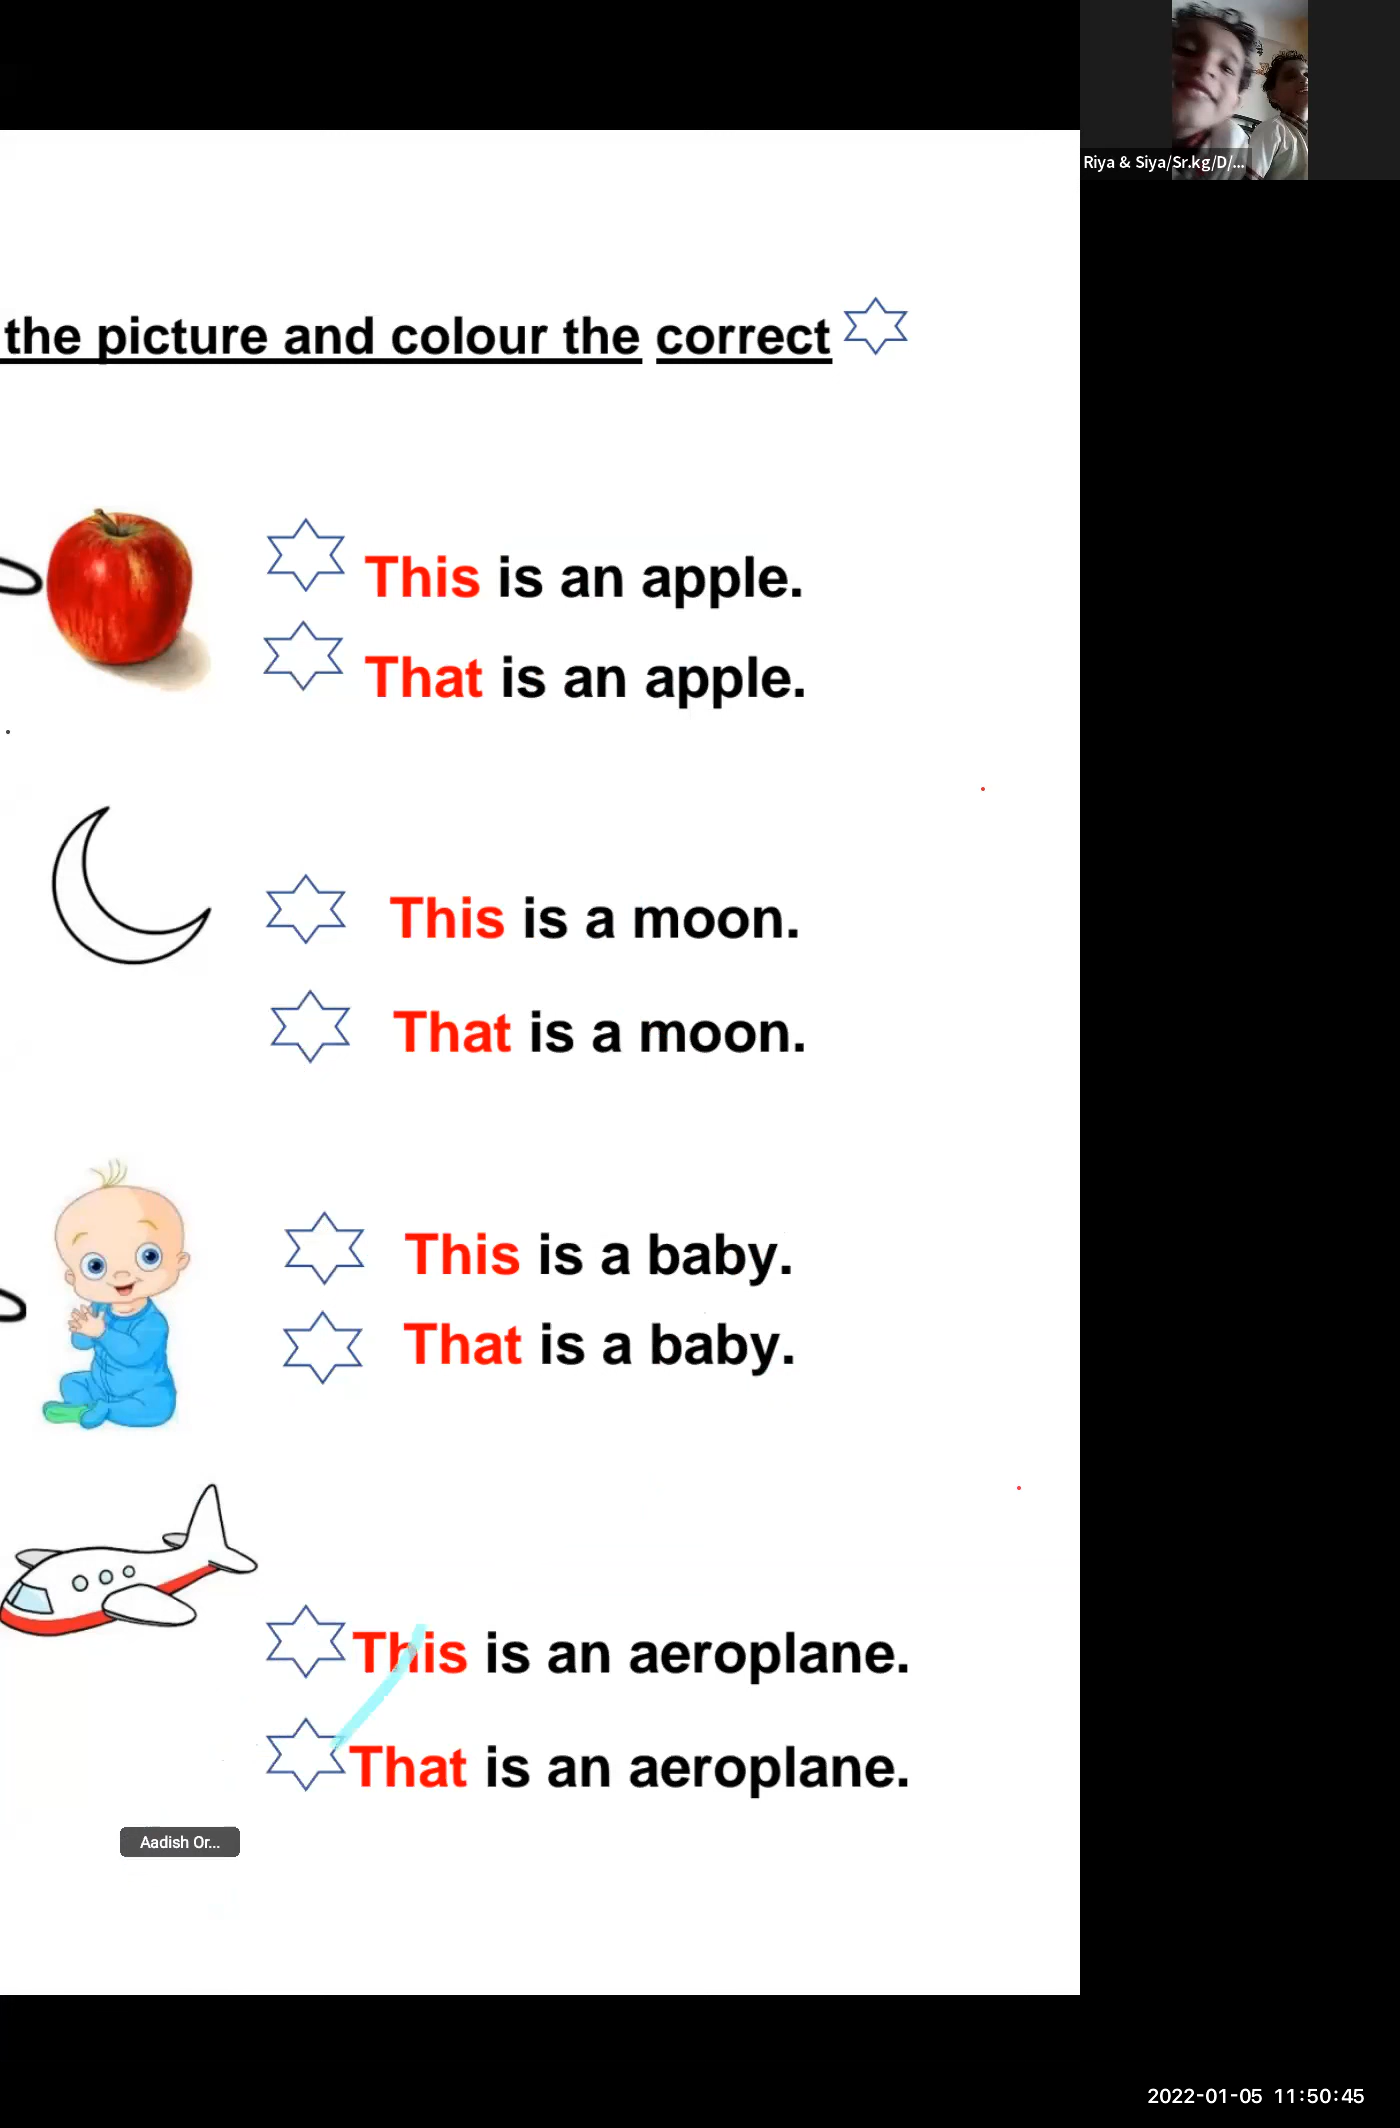 Riya & Siya/Sr.kg/D/...
the picture and colour the correct
This is an apple.
That is an apple.
This is a moon.
That is a moon.
This is a baby.
That is a baby.
This is an aeroplane.
That is an aeroplane.
Aadish Or...
2022-01-05 11:50:45